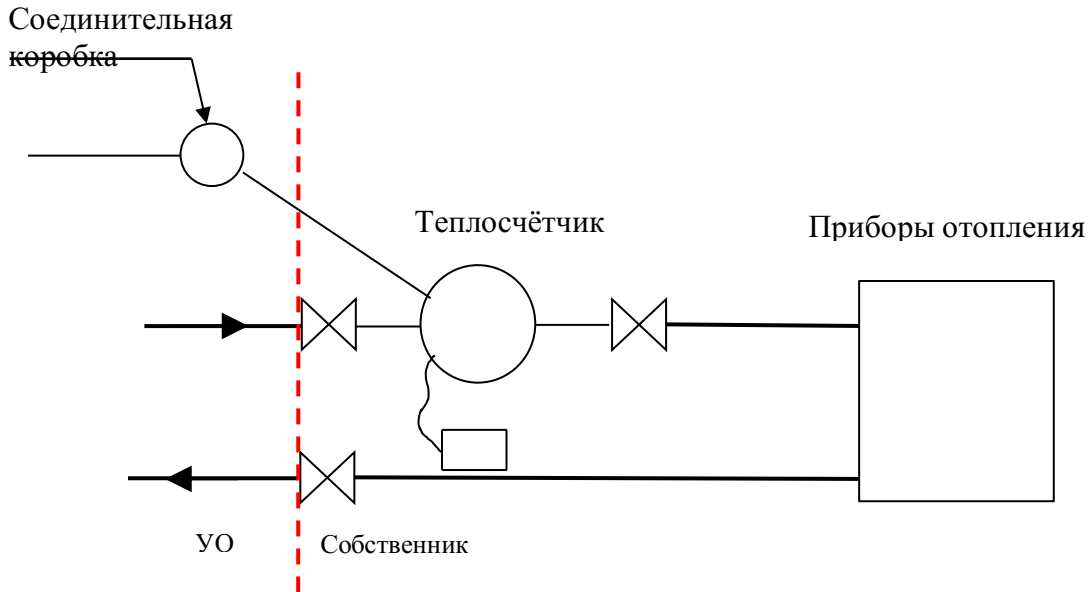 Соединительная
коробка
Теплосчётчик
Приборы отопления
УО
Собственник